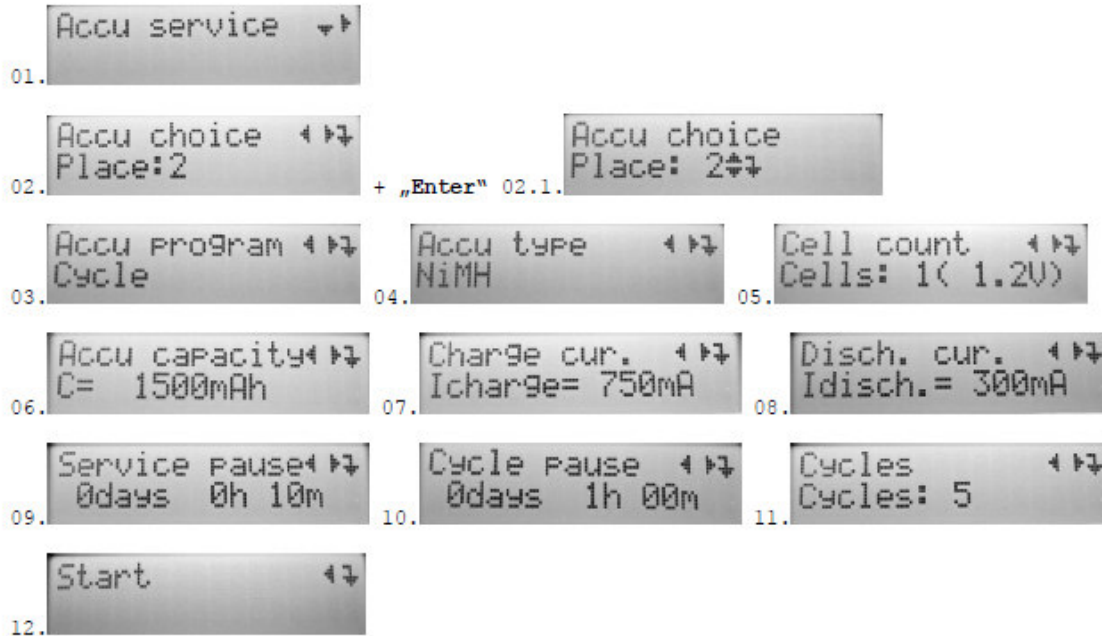 Accu service
01.
Accu choice
Place:2
02.
+ „Enter“ 02.1.
Accu choice
Place: 2
Accu program
Cycle
03.
Accu type
NiMH
04.
Cell count
Cells: 1( 1.2V)
05.
Accu capacity
C= 1500mAh
06.
Charge cur.
Icharge= 750mA
07.
Disch. cur.
Idisch.= 300mA
08.
Service pause
0days 0h 10m
09.
Cycle pause
0days 1h 00m
10.
Cycles
Cycles: 5
11.
Start
12.